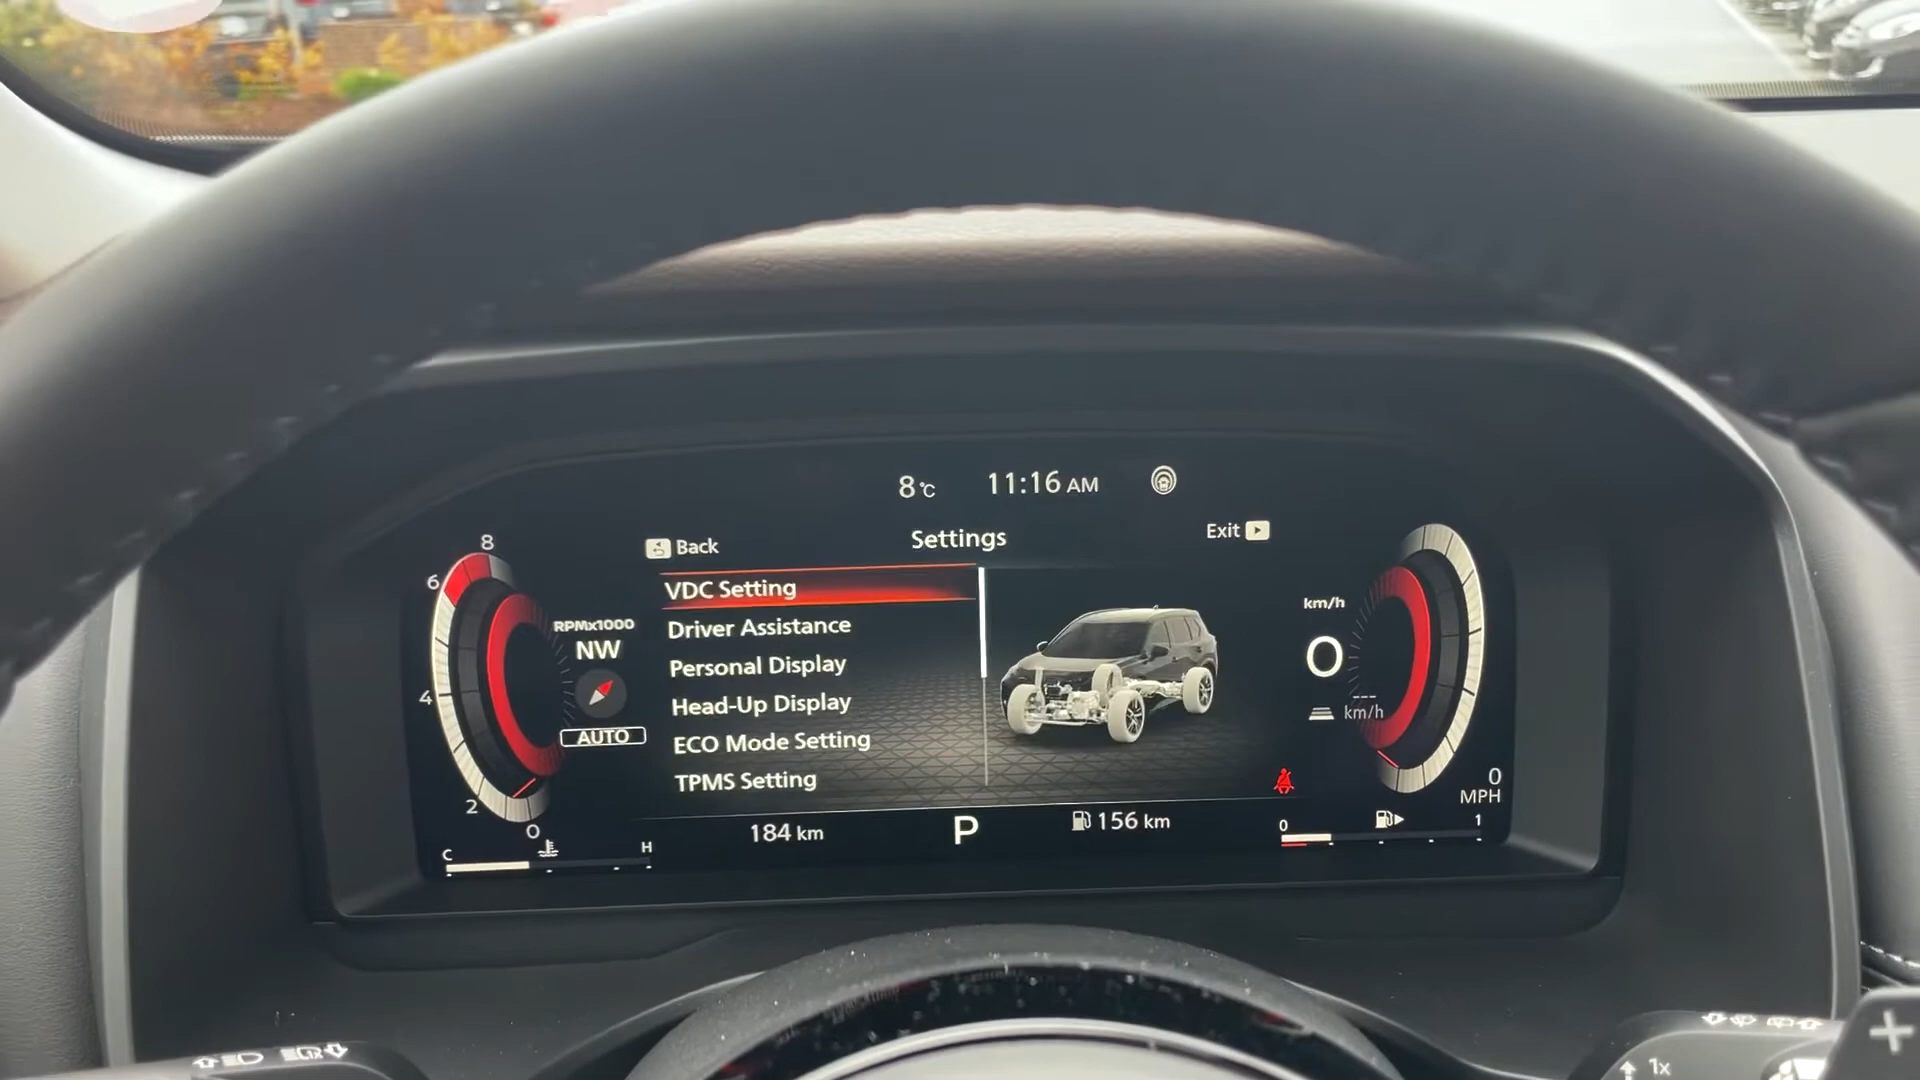 8°C 11:16 AM
Back Settings Exit
VDC Setting
Driver Assistance
Personal Display
Head-Up Display
ECO Mode Setting
TPMS Setting
8
6
4
2
0
RPMx1000
NW
AUTO
km/h
0
--- km/h
0
MPH
C H
184 km P 156 km
0 1
1x
1x
+